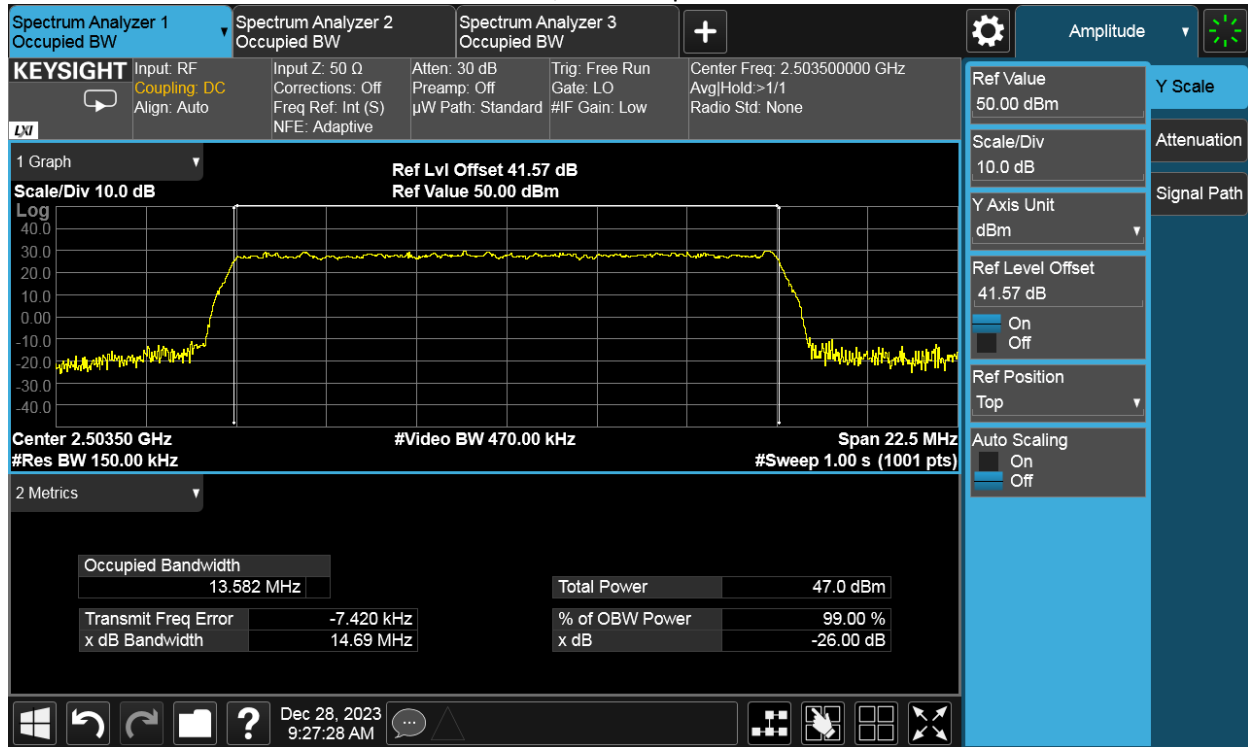 Spectrum Analyzer 1
Occupied BW
Spectrum Analyzer 2
Occupied BW
Spectrum Analyzer 3
Occupied BW
+
Amplitude
KEYSIGHT
LXI
Input: RF
Coupling: DC
Align: Auto
Input Z: 50 Ω
Corrections: Off
Freq Ref: Int (S)
NFE: Adaptive
Atten: 30 dB
Preamp: Off
µW Path: Standard
Trig: Free Run
Gate: LO
#IF Gain: Low
Center Freq: 2.503500000 GHz
Avg|Hold:>1/1
Radio Std: None
1 Graph
Scale/Div 10.0 dB
Ref Lvl Offset 41.57 dB
Ref Value 50.00 dBm
Log
40.0
30.0
20.0
10.0
0.00
-10.0
-20.0
-30.0
-40.0
Center 2.50350 GHz
#Res BW 150.00 kHz
#Video BW 470.00 kHz
Span 22.5 MHz
#Sweep 1.00 s (1001 pts)
2 Metrics
Occupied Bandwidth
13.582 MHz
Transmit Freq Error -7.420 kHz
x dB Bandwidth 14.69 MHz
Total Power 47.0 dBm
% of OBW Power 99.00 %
x dB -26.00 dB
Ref Value
50.00 dBm
Scale/Div
10.0 dB
Y Axis Unit
dBm
Ref Level Offset
41.57 dB
On
Off
Ref Position
Top
Auto Scaling
On
Off
Y Scale
Attenuation
Signal Path
?
Dec 28, 2023
9:27:28 AM